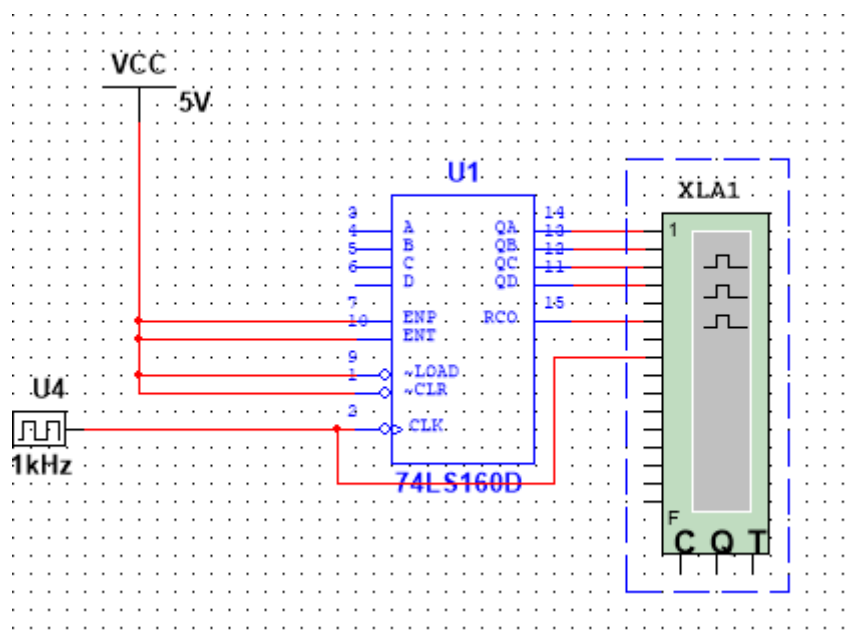 VCC
5V
U1
XLA1
3
4
5
6
A
B
C
D
QA
QB
QC
QD
14
13
12
11
7
10
ENP
ENT
RCO
15
9
1
~LOAD
~CLR
2
CLK
74LS160D
U4
1kHz
1
F
C Q T